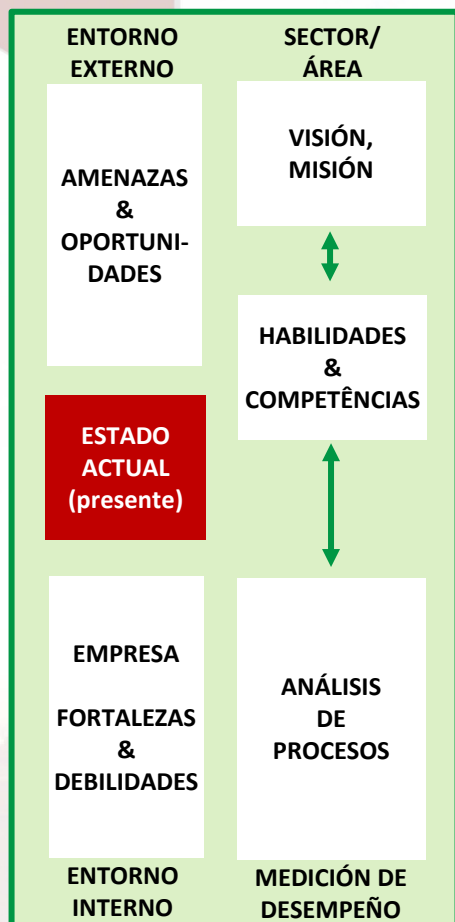 ENTORNO
EXTERNO
AMENAZAS
&
OPORTUNI-
DADES
ESTADO
ACTUAL
(presente)
EMPRESA
FORTALEZAS
&
DEBILIDADES
ENTORNO
INTERNO
SECTOR/
ÁREA
VISIÓN,
MISIÓN
HABILIDADES
&
COMPETÊNCIAS
ANÁLISIS
DE
PROCESOS
MEDICIÓN DE
DESEMPEÑO